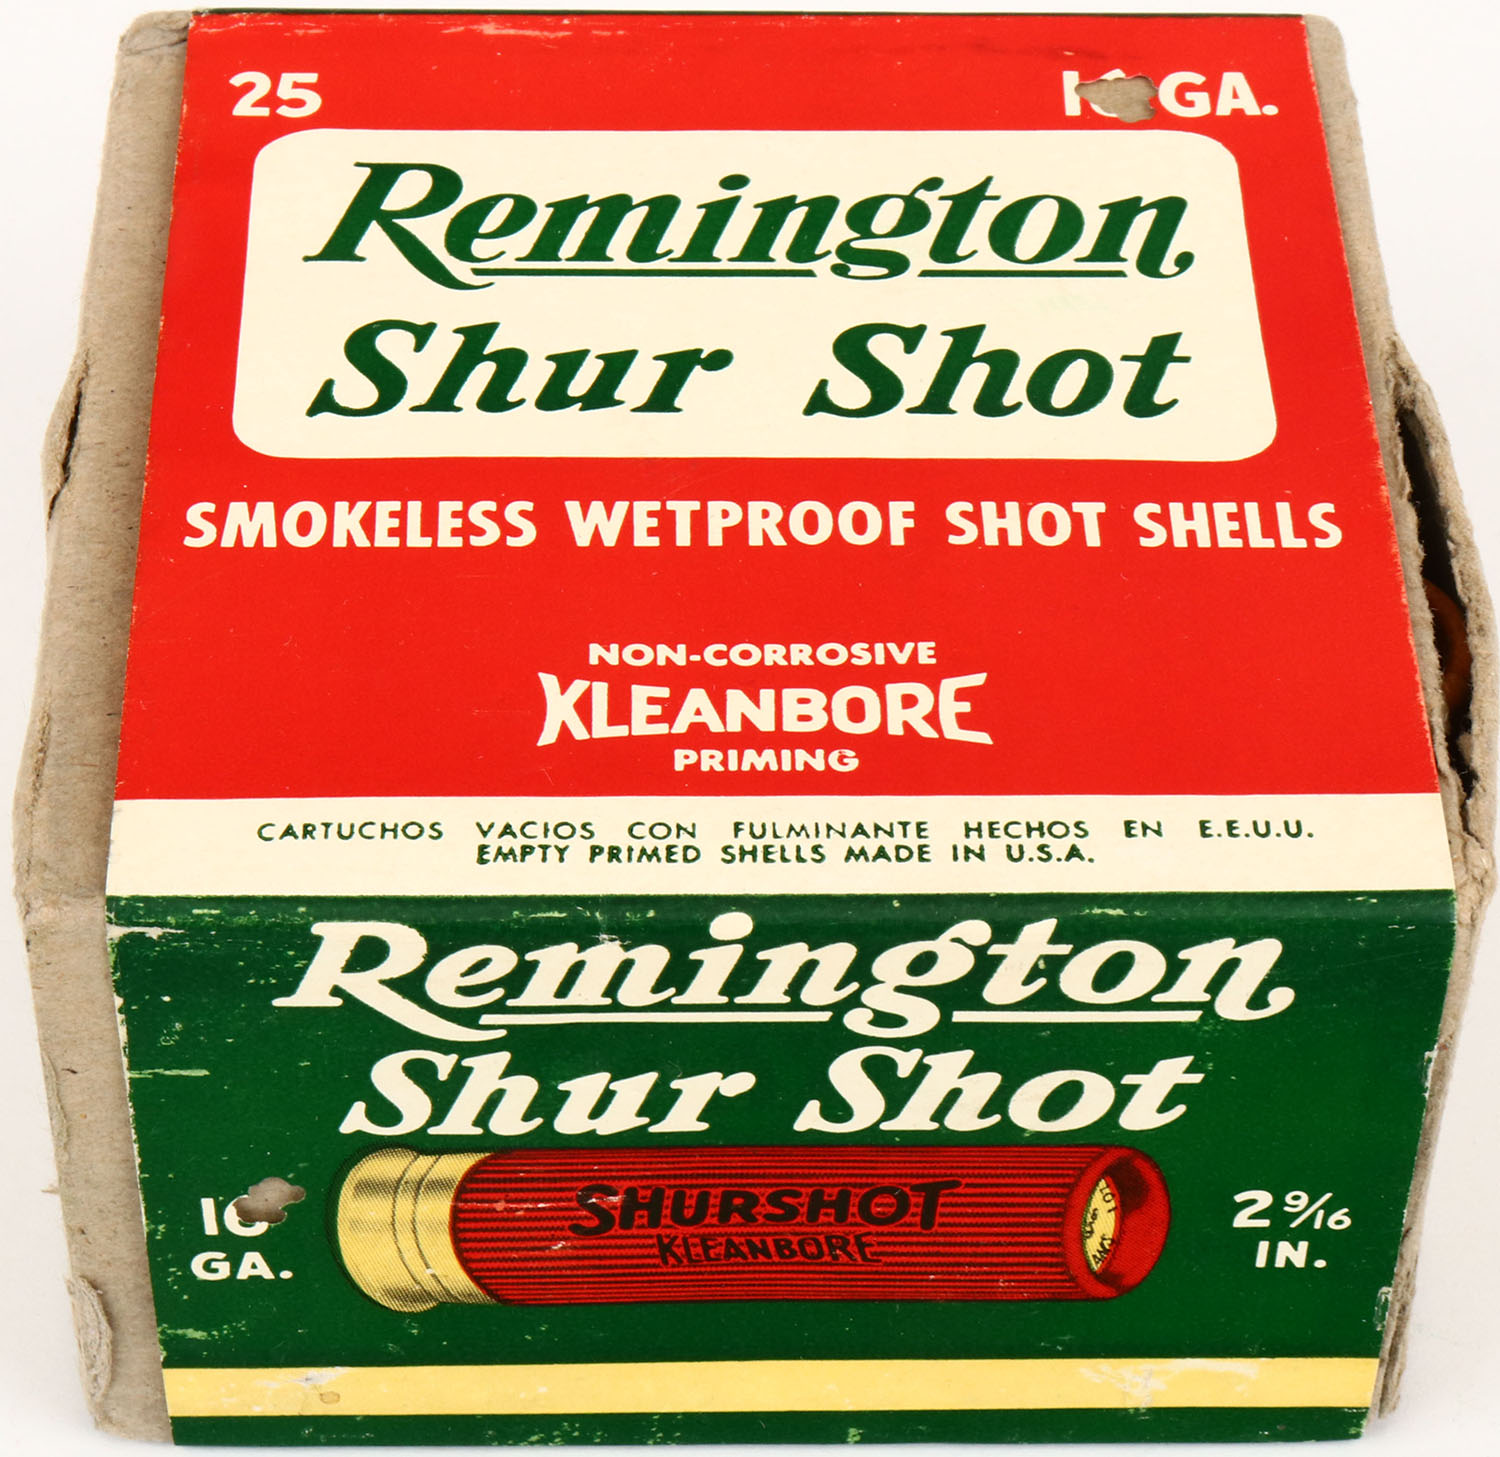 25 GA.
Remington
Shur Shot
SMOKELESS WETPROOF SHOT SHELLS
NON-CORROSIVE
KLEANBORE
PRIMING
CARTUCHOS VACIOS CON FULMINANTE HECHOS EN E.E.U.U.
EMPTY PRIMED SHELLS MADE IN U.S.A.
Remington
Shur Shot
SHURSHOT
KLEANBORE
GA.
2 9/16
IN.